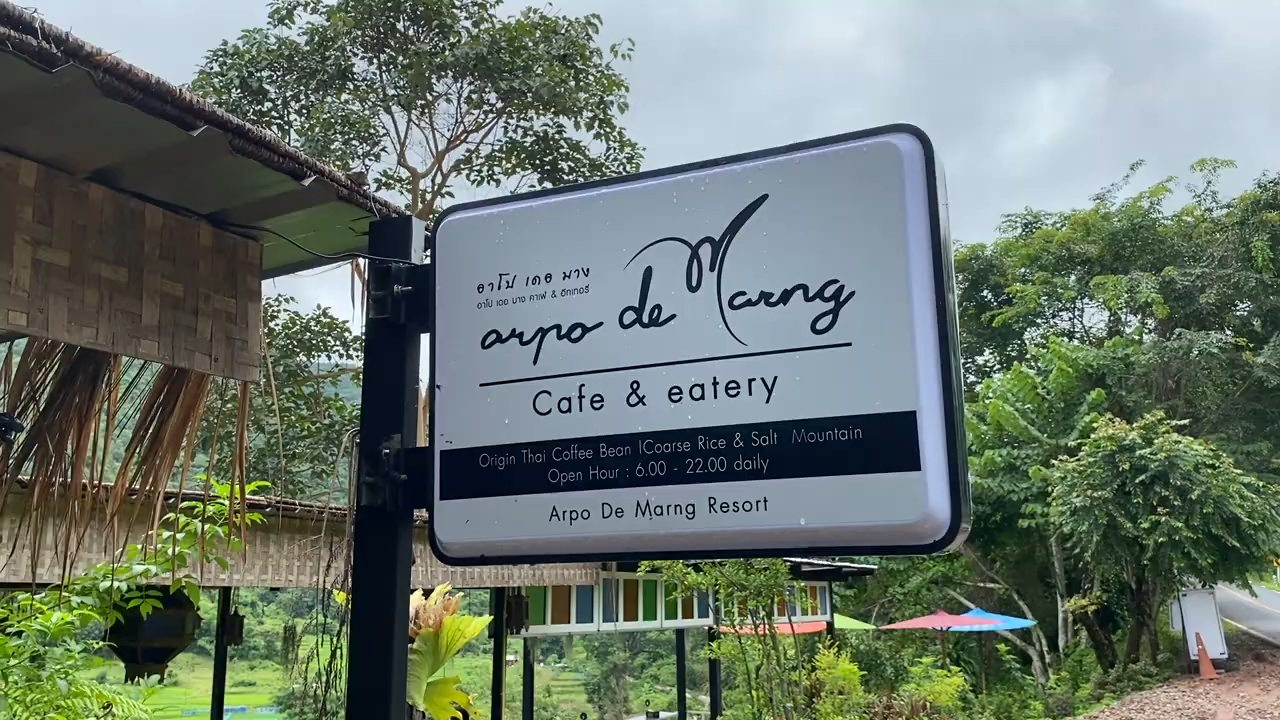 อาโป เดอ มาง
อาโป เดอ มาง คาเฟ่ & อีทเทอรี่
arpo de Marng
Cafe & eatery
Origin Thai Coffee Bean |Coarse Rice & Salt Mountain
Open Hour : 6.00 - 22.00 daily
Arpo De Marng Resort